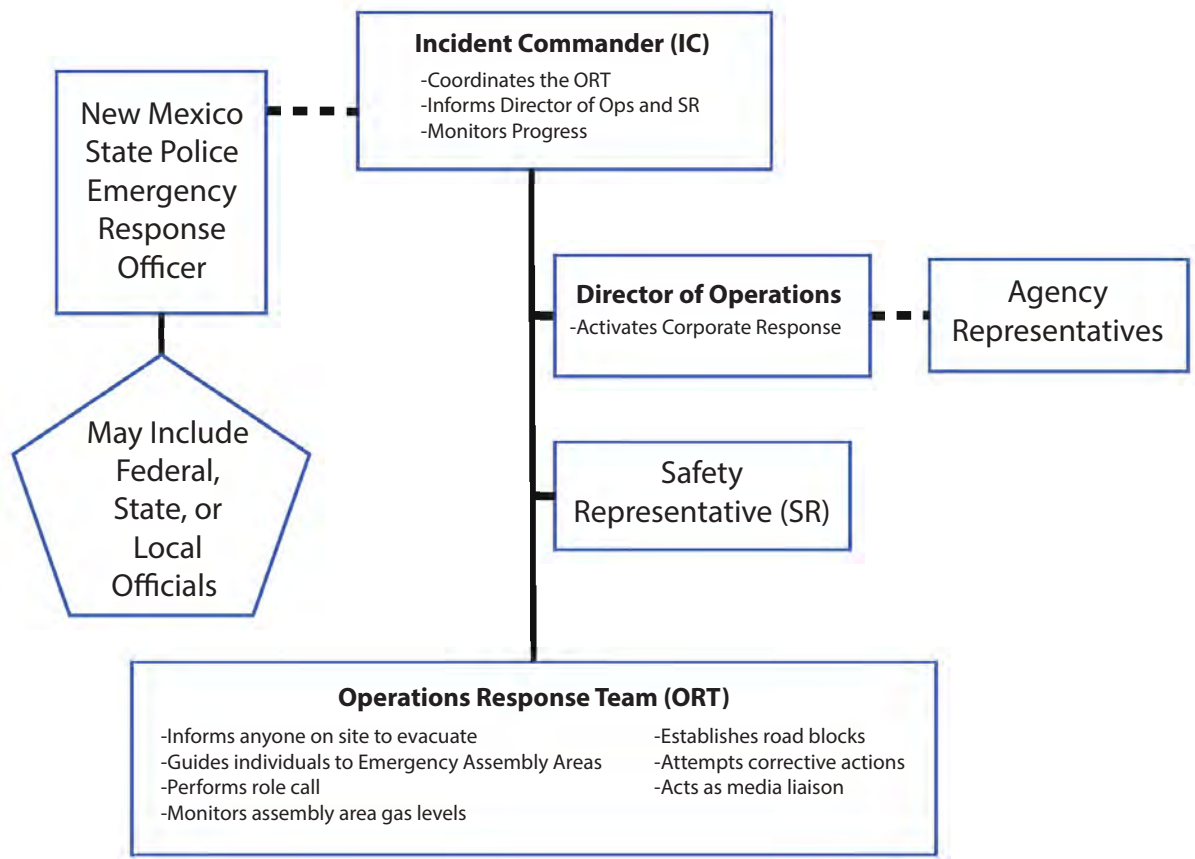 Incident Commander (IC)
-Coordinates the ORT
-Informs Director of Ops and SR
-Monitors Progress
New Mexico
State Police
Emergency
Response
Officer
Director of Operations
-Activates Corporate Response
Agency
Representatives
May Include
Federal,
State, or
Local
Officials
Safety
Representative (SR)
Operations Response Team (ORT)
-Informs anyone on site to evacuate
-Guides individuals to Emergency Assembly Areas
-Performs role call
-Monitors assembly area gas levels
-Establishes road blocks
-Attempts corrective actions
-Acts as media liaison